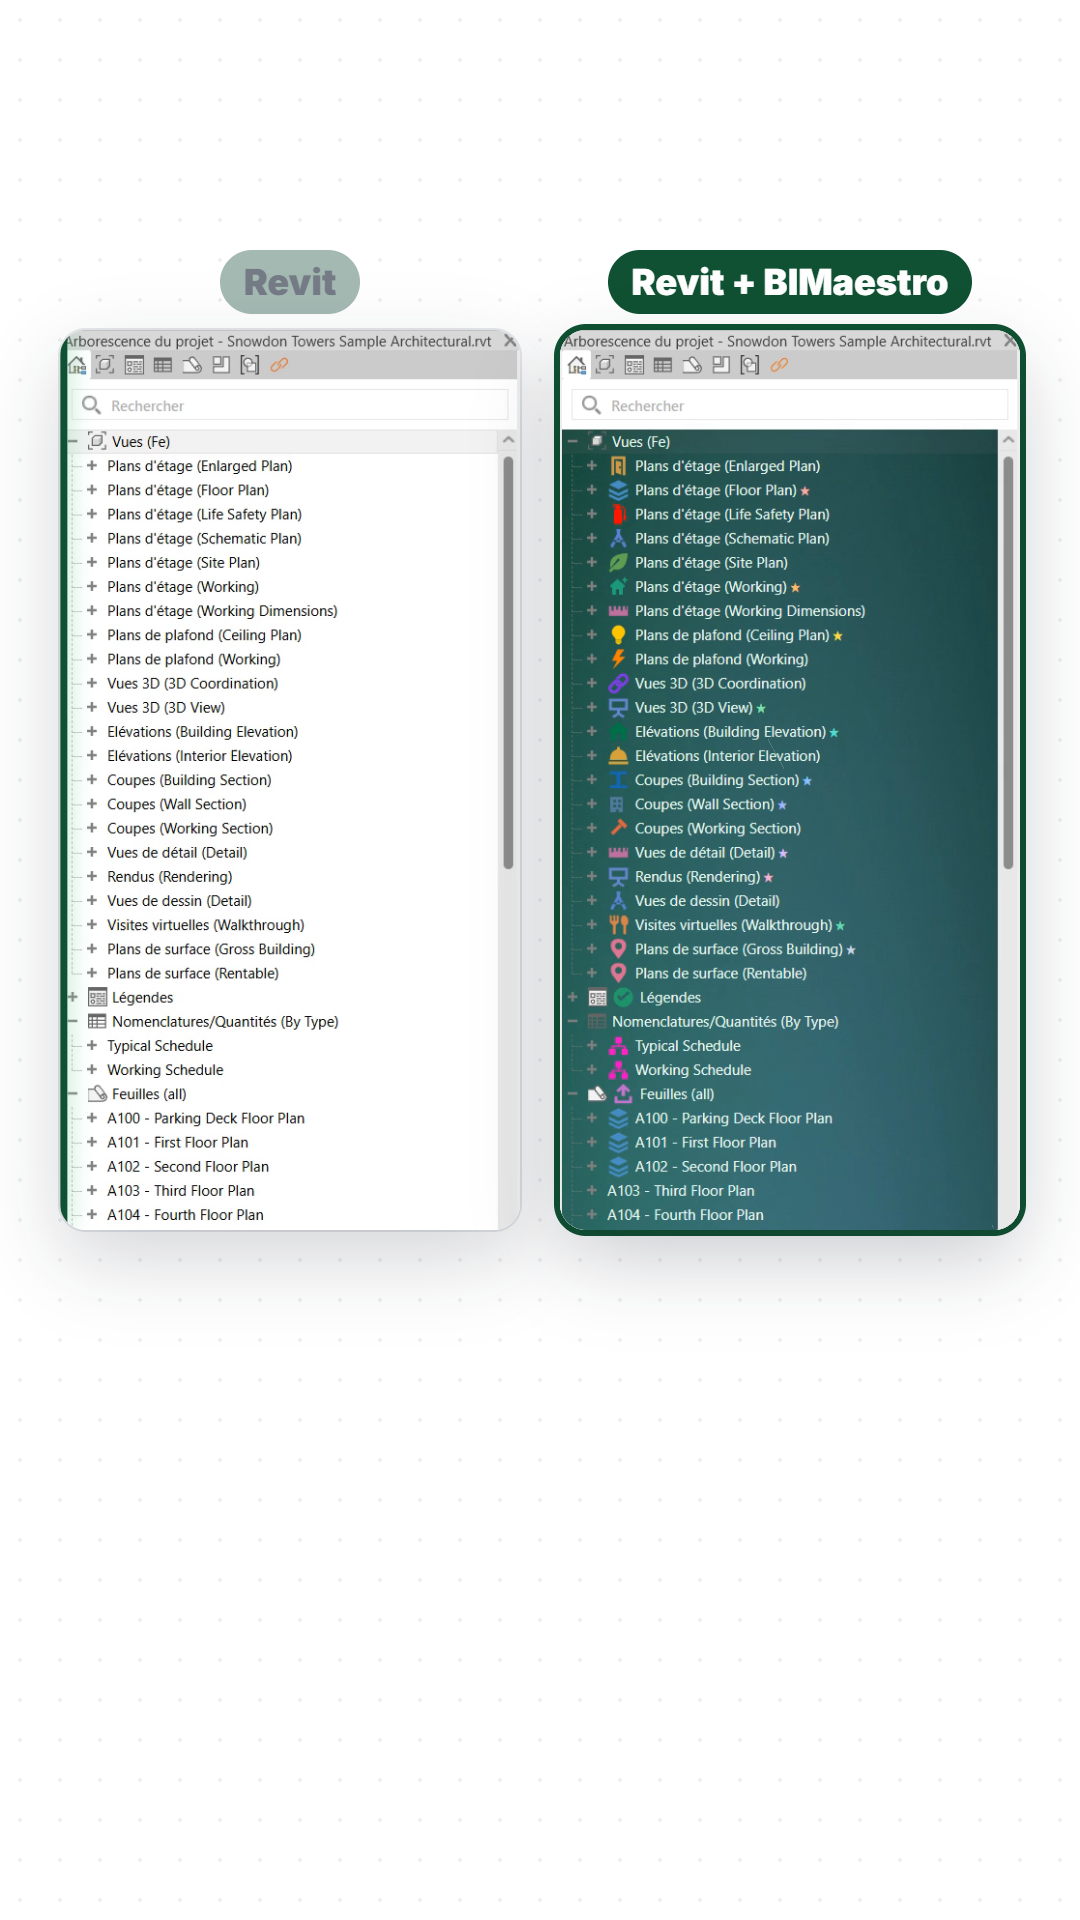 Revit
Arborescence du projet - Snowdon Towers Sample Architectural.rvt
Rechercher
Vues (Fe)
Plans d'étage (Enlarged Plan)
Plans d'étage (Floor Plan)
Plans d'étage (Life Safety Plan)
Plans d'étage (Schematic Plan)
Plans d'étage (Site Plan)
Plans d'étage (Working)
Plans d'étage (Working Dimensions)
Plans de plafond (Ceiling Plan)
Plans de plafond (Working)
Vues 3D (3D Coordination)
Vues 3D (3D View)
Elévations (Building Elevation)
Elévations (Interior Elevation)
Coupes (Building Section)
Coupes (Wall Section)
Coupes (Working Section)
Vues de détail (Detail)
Rendus (Rendering)
Vues de dessin (Detail)
Visites virtuelles (Walkthrough)
Plans de surface (Gross Building)
Plans de surface (Rentable)
Légendes
Nomenclatures/Quantités (By Type)
Typical Schedule
Working Schedule
Feuilles (all)
A100 - Parking Deck Floor Plan
A101 - First Floor Plan
A102 - Second Floor Plan
A103 - Third Floor Plan
A104 - Fourth Floor Plan
Revit + BIMaestro
Arborescence du projet - Snowdon Towers Sample Architectural.rvt
Rechercher
Vues (Fe)
Plans d'étage (Enlarged Plan)
Plans d'étage (Floor Plan)
Plans d'étage (Life Safety Plan)
Plans d'étage (Schematic Plan)
Plans d'étage (Site Plan)
Plans d'étage (Working)
Plans d'étage (Working Dimensions)
Plans de plafond (Ceiling Plan)
Plans de plafond (Working)
Vues 3D (3D Coordination)
Vues 3D (3D View)
Elévations (Building Elevation)
Elévations (Interior Elevation)
Coupes (Building Section)
Coupes (Wall Section)
Coupes (Working Section)
Vues de détail (Detail)
Rendus (Rendering)
Vues de dessin (Detail)
Visites virtuelles (Walkthrough)
Plans de surface (Gross Building)
Plans de surface (Rentable)
Légendes
Nomenclatures/Quantités (By Type)
Typical Schedule
Working Schedule
Feuilles (all)
A100 - Parking Deck Floor Plan
A101 - First Floor Plan
A102 - Second Floor Plan
A103 - Third Floor Plan
A104 - Fourth Floor Plan